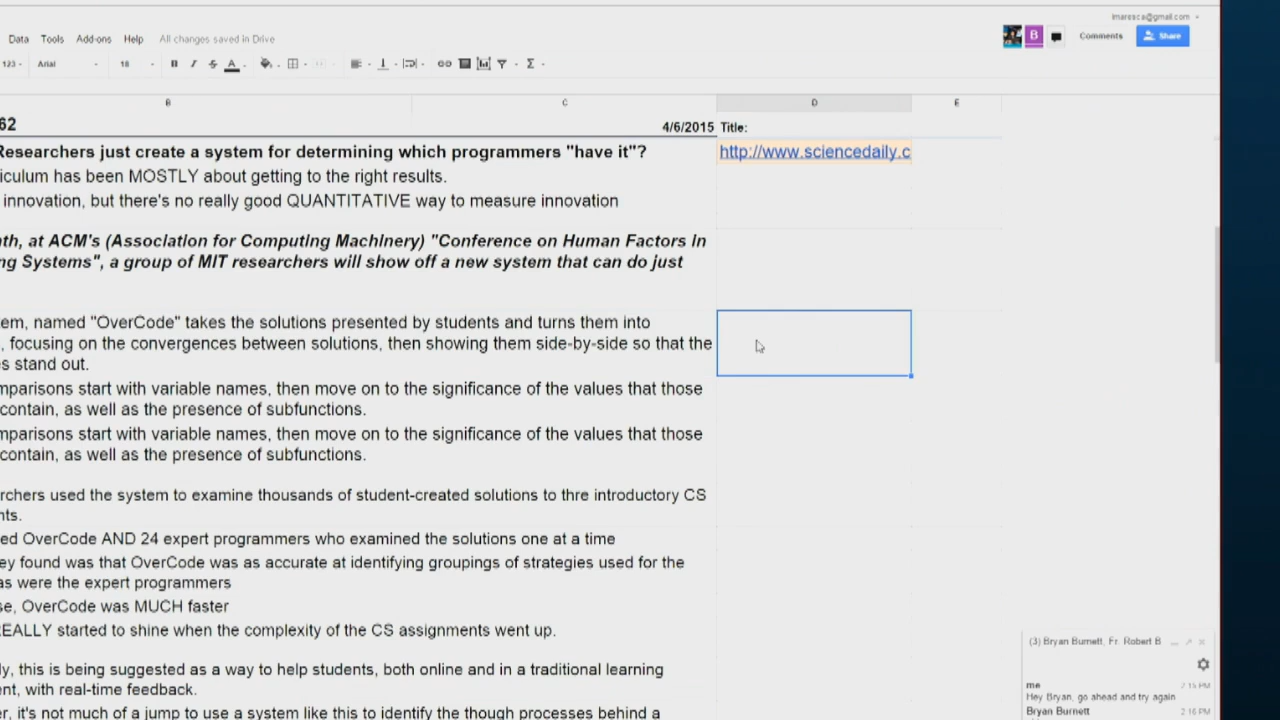 lmaresca@gmail.com
Data Tools Add-ons Help All changes saved in Drive
B
Comments Share
123 Arial 18 B I S A Σ
B C D E
62 4/6/2015 Title:
Researchers just create a system for determining which programmers "have it"? http://www.sciencedaily.c
iculum has been MOSTLY about getting to the right results.
innovation, but there's no really good QUANTITATIVE way to measure innovation
nth, at ACM's (Association for Computing Machinery) "Conference on Human Factors in
ng Systems", a group of MIT researchers will show off a new system that can do just
tem, named "OverCode" takes the solutions presented by students and turns them into
, focusing on the convergences between solutions, then showing them side-by-side so that the
es stand out.
mparisons start with variable names, then move on to the significance of the values that those
contain, as well as the presence of subfunctions.
mparisons start with variable names, then move on to the significance of the values that those
contain, as well as the presence of subfunctions.
rchers used the system to examine thousands of student-created solutions to thre introductory CS
nts.
ed OverCode AND 24 expert programmers who examined the solutions one at a time
ey found was that OverCode was as accurate at identifying groupings of strategies used for the
as were the expert programmers
se, OverCode was MUCH faster
REALLY started to shine when the complexity of the CS assignments went up.
ly, this is being suggested as a way to help students, both online and in a traditional learning
ent, with real-time feedback.
er, it's not much of a jump to use a system like this to identify the though processes behind a
(3) Bryan Burnett, Fr. Robert B
me 2:15 PM
Hey Bryan, go ahead and try again
Bryan Burnett 2:16 PM